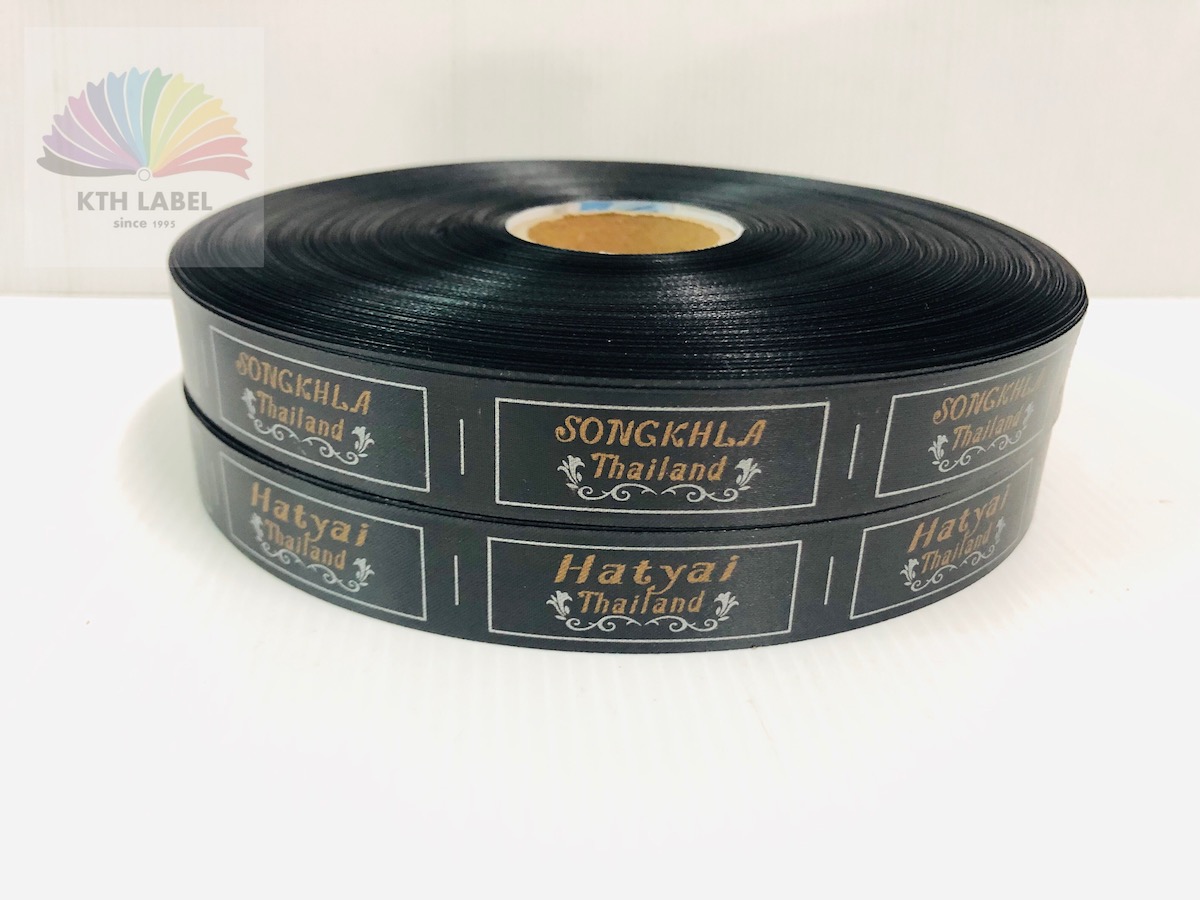 KTH LABEL
since 1995
SONGKHLA
Thailand
SONGKHLA
Thailand
SONGKHLA
Thailand
Hatyai
Thailand
Hatyai
Thailand
Hatyai
Thailand